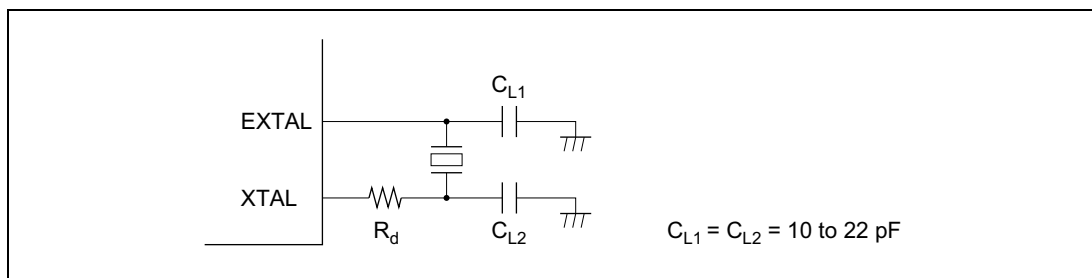 C_L1
EXTAL
XTAL
R_d
C_L2
C_L1 = C_L2 = 10 to 22 pF